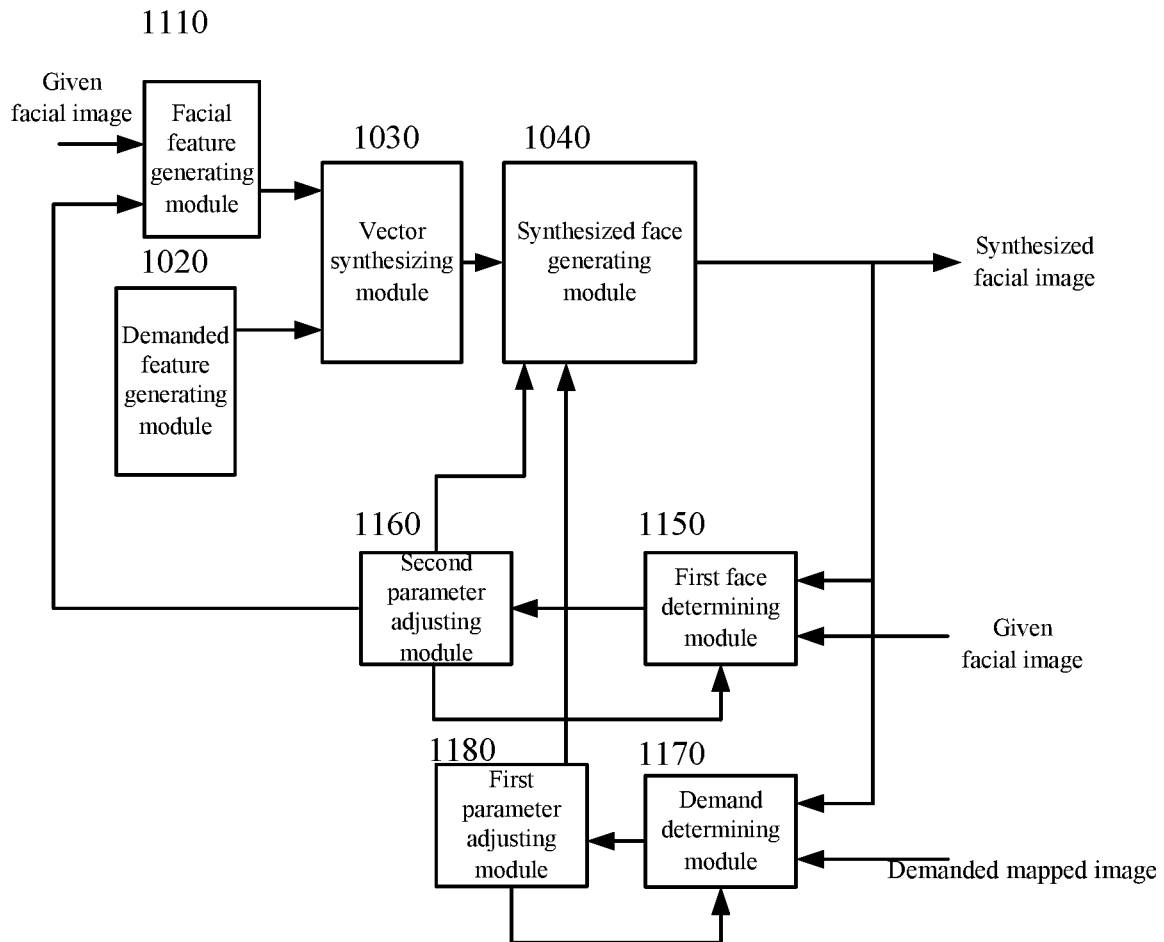 1110
Given
facial image
Facial
feature
generating
module
1030
1040
Vector
synthesizing
module
Synthesized face
generating
module
Synthesized
facial image
1020
Demanded
feature
generating
module
1160
1150
Second
parameter
adjusting
module
First face
determining
module
Given
facial image
1180
1170
First
parameter
adjusting
module
Demand
determining
module
Demanded mapped image